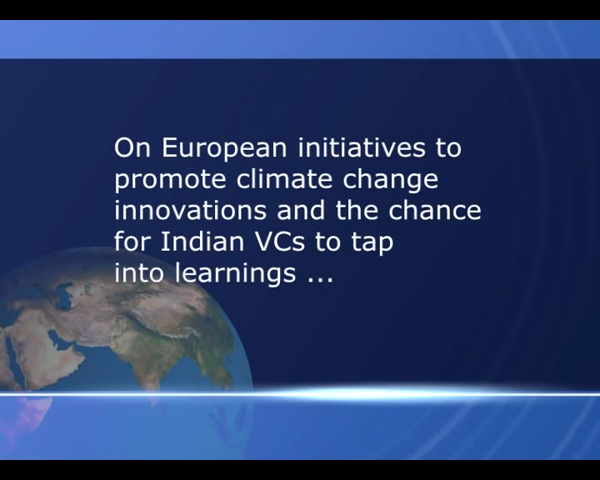 On European initiatives to
promote climate change
innovations and the chance
for Indian VCs to tap
into learnings ...